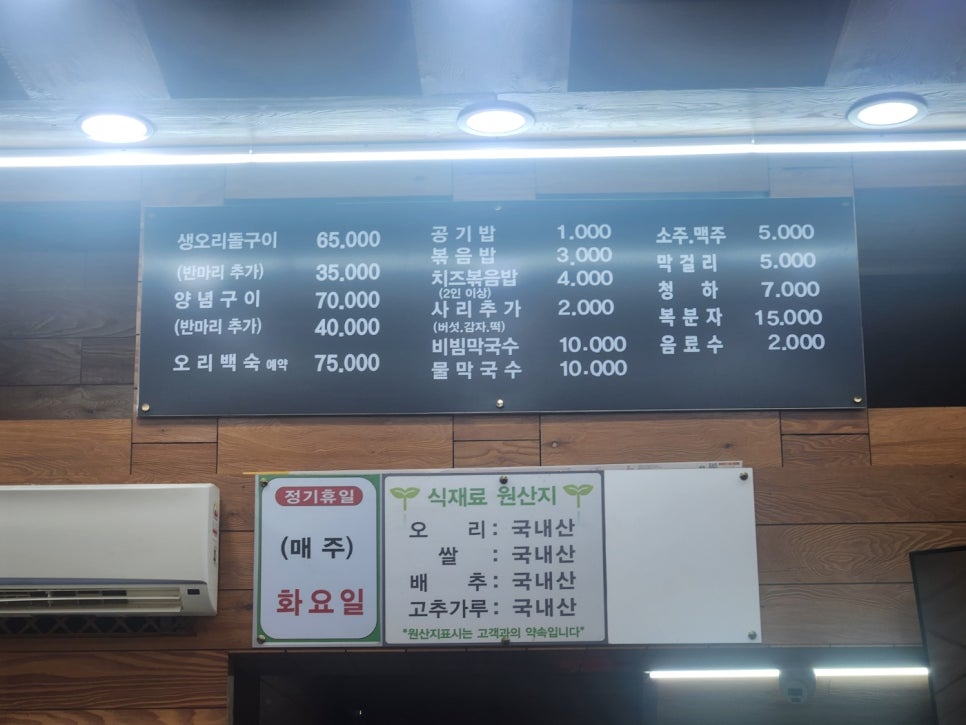 생오리돌구이 65.000
(반마리 추가) 35.000
양념구이 70.000
(반마리 추가) 40.000
오리백숙 예약 75.000
공기밥 1.000
볶음밥 3,000
치즈볶음밥 4.000
(2인 이상)
사리추가 2.000
(버섯.감자.떡)
비빔막국수 10.000
물막국수 10.000
소주.맥주 5.000
막걸리 5.000
청하 7.000
복분자 15.000
음료수 2.000
정기휴일
(매 주)
화요일
식재료 원산지
오 리: 국내산
쌀 : 국내산
배 추: 국내산
고추가루: 국내산
"원산지표시는 고객과의 약속입니다"